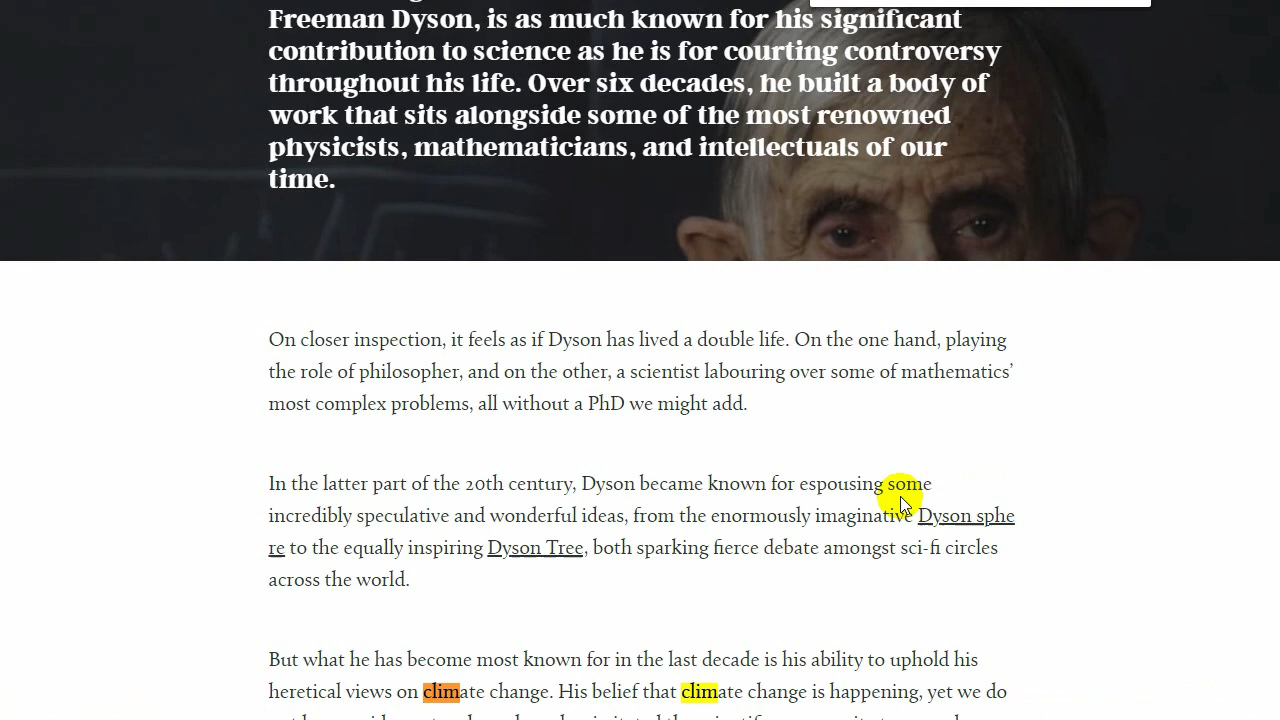 Freeman Dyson, is as much known for his significant
contribution to science as he is for courting controversy
throughout his life. Over six decades, he built a body of
work that sits alongside some of the most renowned
physicists, mathematicians, and intellectuals of our
time.
On closer inspection, it feels as if Dyson has lived a double life. On the one hand, playing
the role of philosopher, and on the other, a scientist labouring over some of mathematics’
most complex problems, all without a PhD we might add.
In the latter part of the 20th century, Dyson became known for espousing some
incredibly speculative and wonderful ideas, from the enormously imaginative Dyson sphe
re to the equally inspiring Dyson Tree, both sparking fierce debate amongst sci-fi circles
across the world.
But what he has become most known for in the last decade is his ability to uphold his
heretical views on climate change. His belief that climate change is happening, yet we do